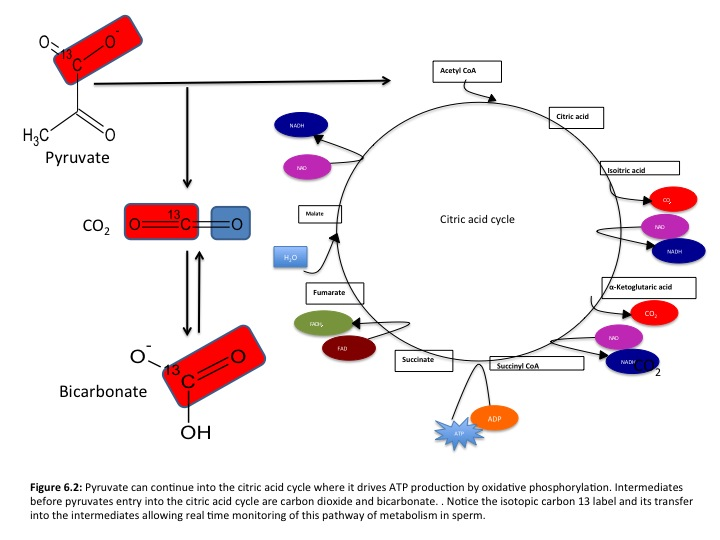 O
13
C
O-
H3C
O
Pyruvate
CO2
O
13
C
O
O-
13
C
O
Bicarbonate
OH
Acetyl CoA
Citric acid
Isoitric acid
CO2
NAD
NADH
α-Ketoglutaric acid
CO2
NAD
NADH
CO2
Succinyl CoA
ADP
ATP
Succinate
FAD
FADH2
Fumarate
H2O
Malate
NAD
NADH
Citric acid cycle
Figure 6.2: Pyruvate can continue into the citric acid cycle where it drives ATP production by oxidative phosphorylation. Intermediates
before pyruvates entry into the citric acid cycle are carbon dioxide and bicarbonate. . Notice the isotopic carbon 13 label and its transfer
into the intermediates allowing real time monitoring of this pathway of metabolism in sperm.